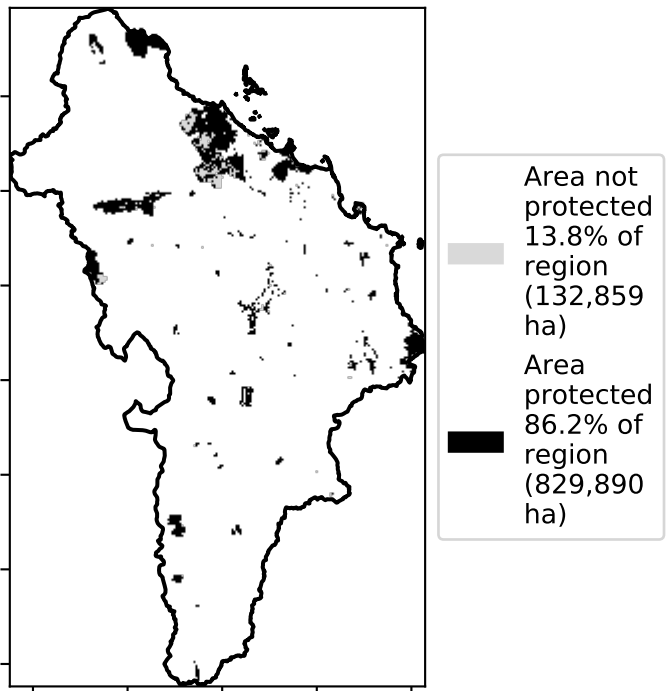 Area not
protected
13.8% of
region
(132,859
ha)
Area
protected
86.2% of
region
(829,890
ha)